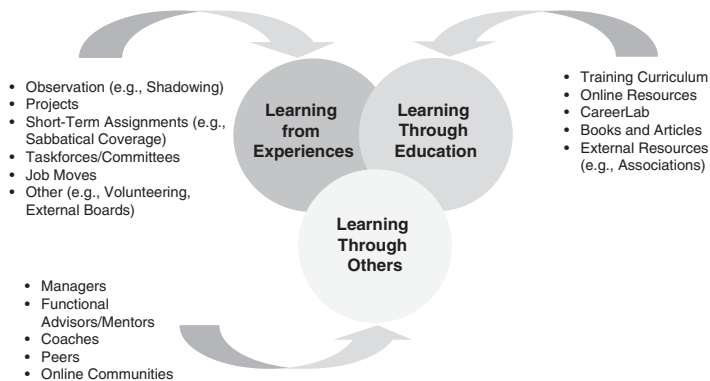 • Observation (e.g., Shadowing)
• Projects
• Short-Term Assignments (e.g.,
Sabbatical Coverage)
• Taskforces/Committees
• Job Moves
• Other (e.g., Volunteering,
External Boards)
Learning
from
Experiences
Learning
Through
Education
• Training Curriculum
• Online Resources
• CareerLab
• Books and Articles
• External Resources
(e.g., Associations)
Learning
Through
Others
• Managers
• Functional
Advisors/Mentors
• Coaches
• Peers
• Online Communities